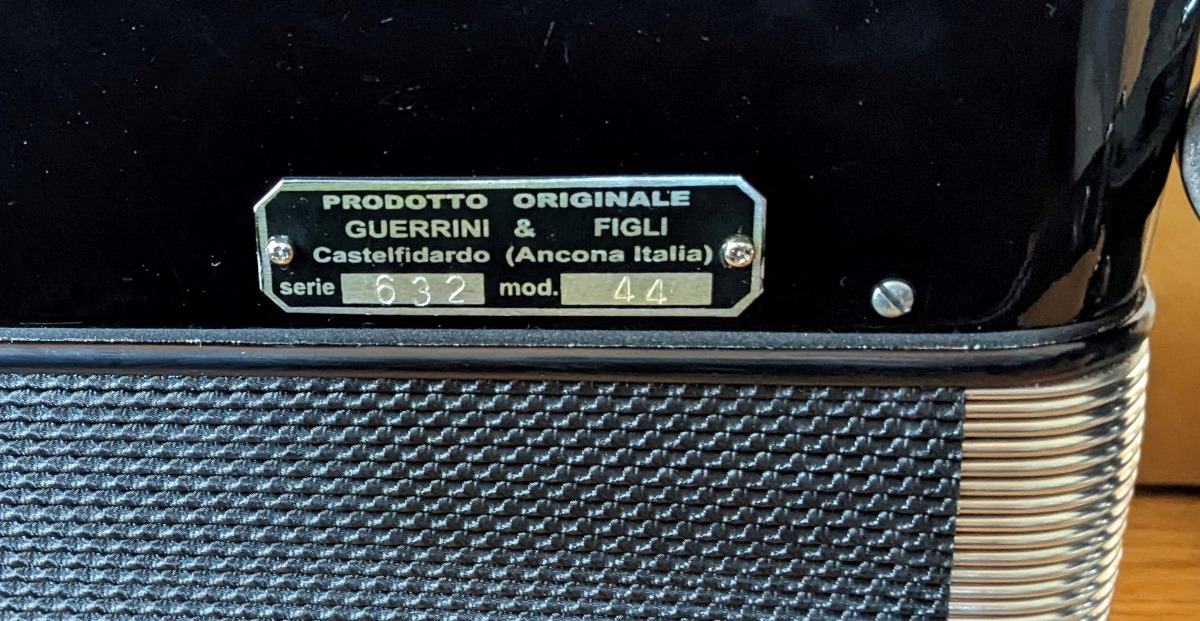 PRODOTTO ORIGINALE
GUERRINI & FIGLI
Castelfidardo (Ancona Italia)
serie 632 mod. 44